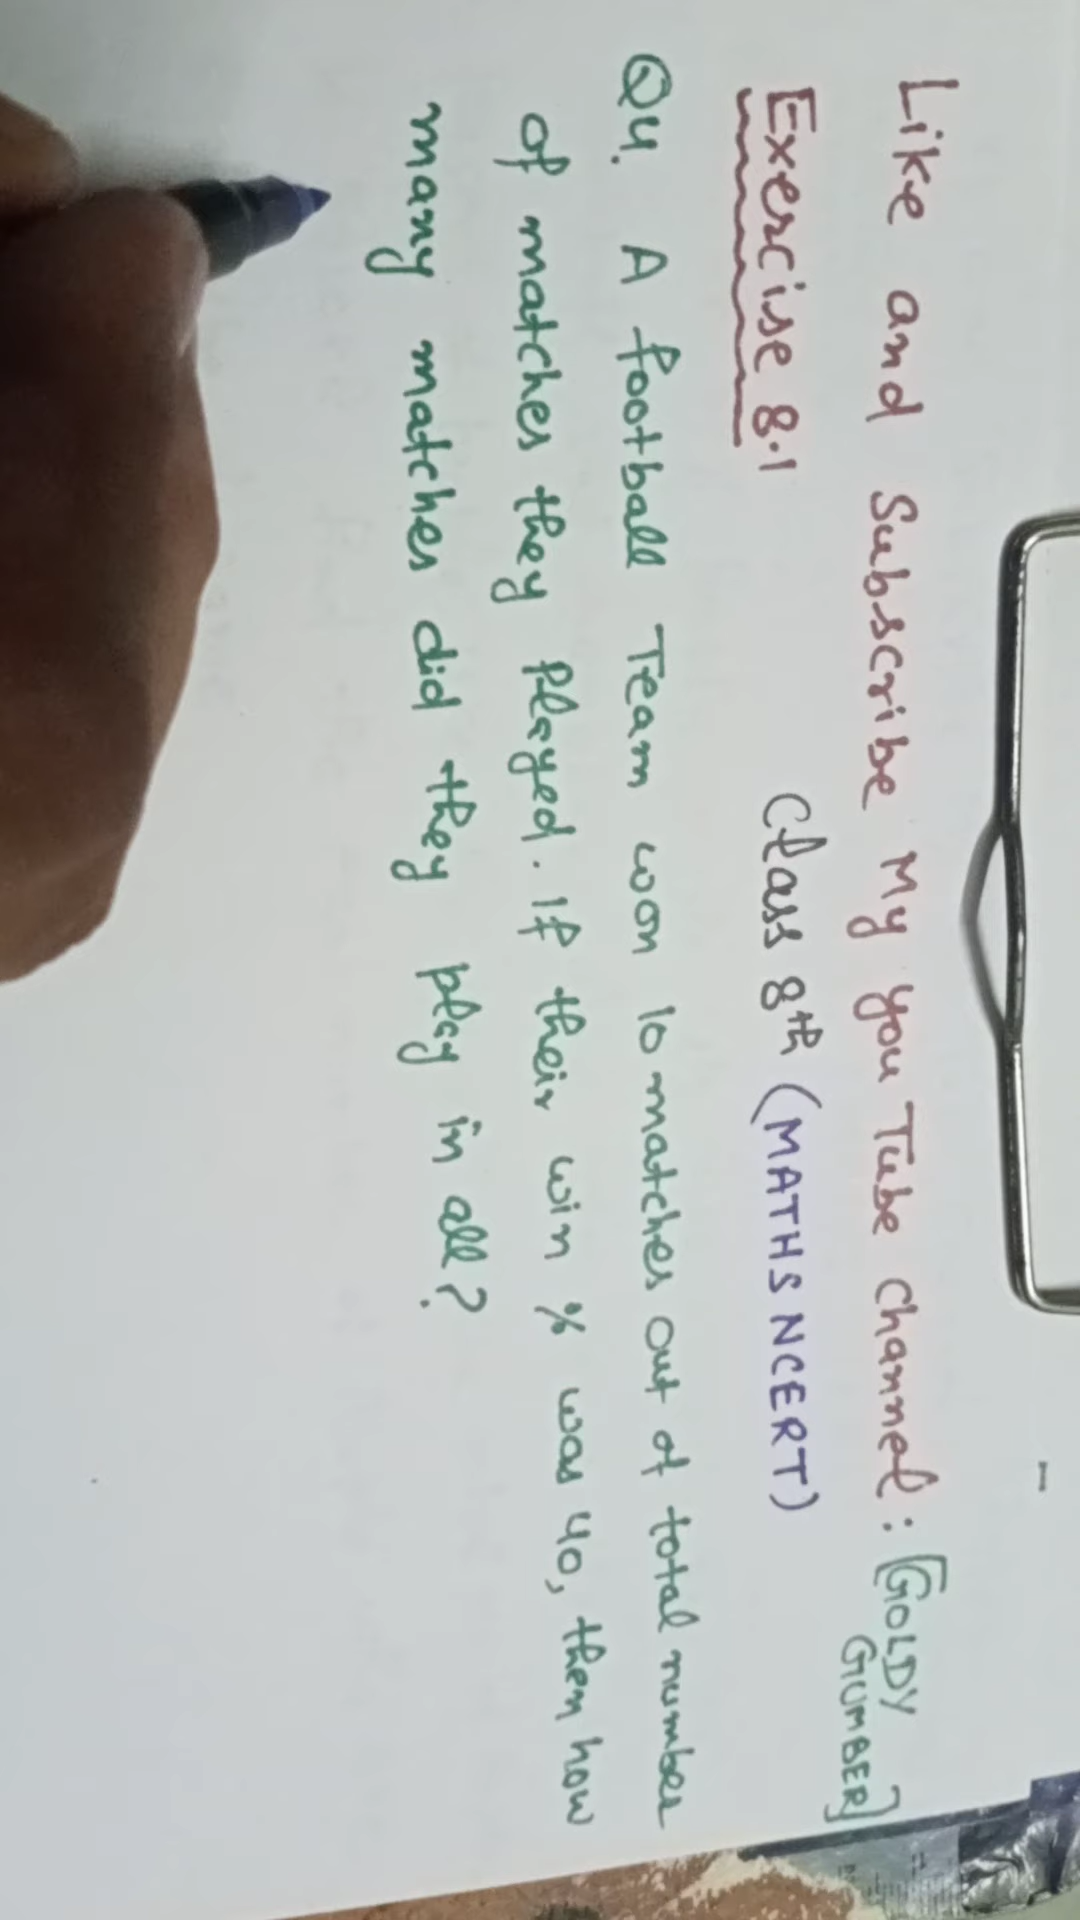 Like and Subscribe My YouTube Channel: [GOLDY GUMBER]
Exercise 8.1 Class 8th (MATHS NCERT)
Q4. A football Team won 10 matches out of total number
of matches they played. If their win % was 40, then how
many matches did they play in all?